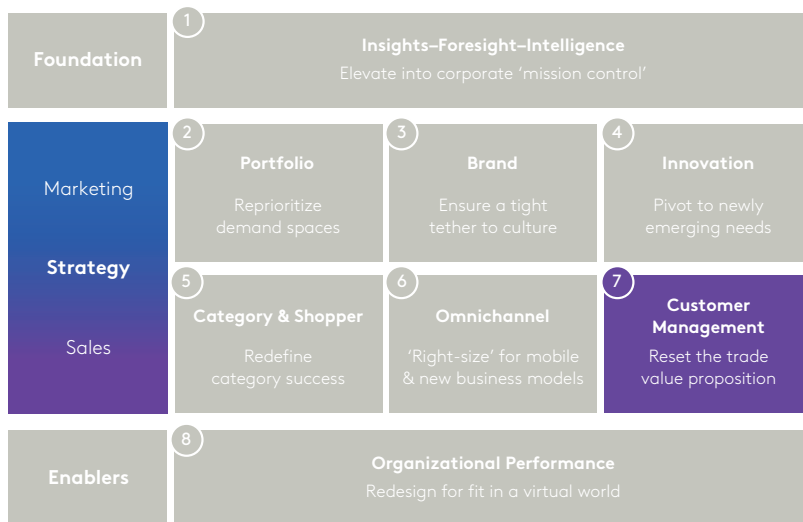 Foundation
1
Insights–Foresight–Intelligence
Elevate into corporate ‘mission control’
Marketing
Strategy
Sales
2
Portfolio
Reprioritize
demand spaces
3
Brand
Ensure a tight
tether to culture
4
Innovation
Pivot to newly
emerging needs
5
Category & Shopper
Redefine
category success
6
Omnichannel
‘Right-size’ for mobile
& new business models
7
Customer
Management
Reset the trade
value proposition
Enablers
8
Organizational Performance
Redesign for fit in a virtual world